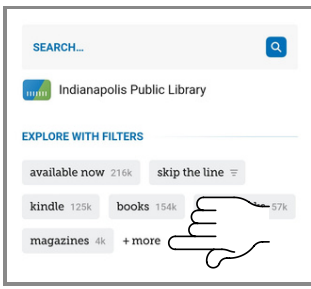 SEARCH...
Indianapolis Public Library
EXPLORE WITH FILTERS
available now 216k skip the line
kindle 125k books 154k 57k
magazines 4k + more